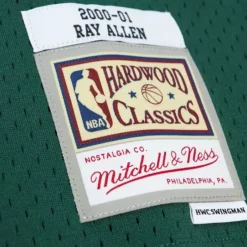 2000-01
RAY ALLEN
HARDWOOD
CLASSICS
NBA
NOSTALGIA CO.
Mitchell & Ness
PHILADELPHIA, PA
HWC SWINGMAN